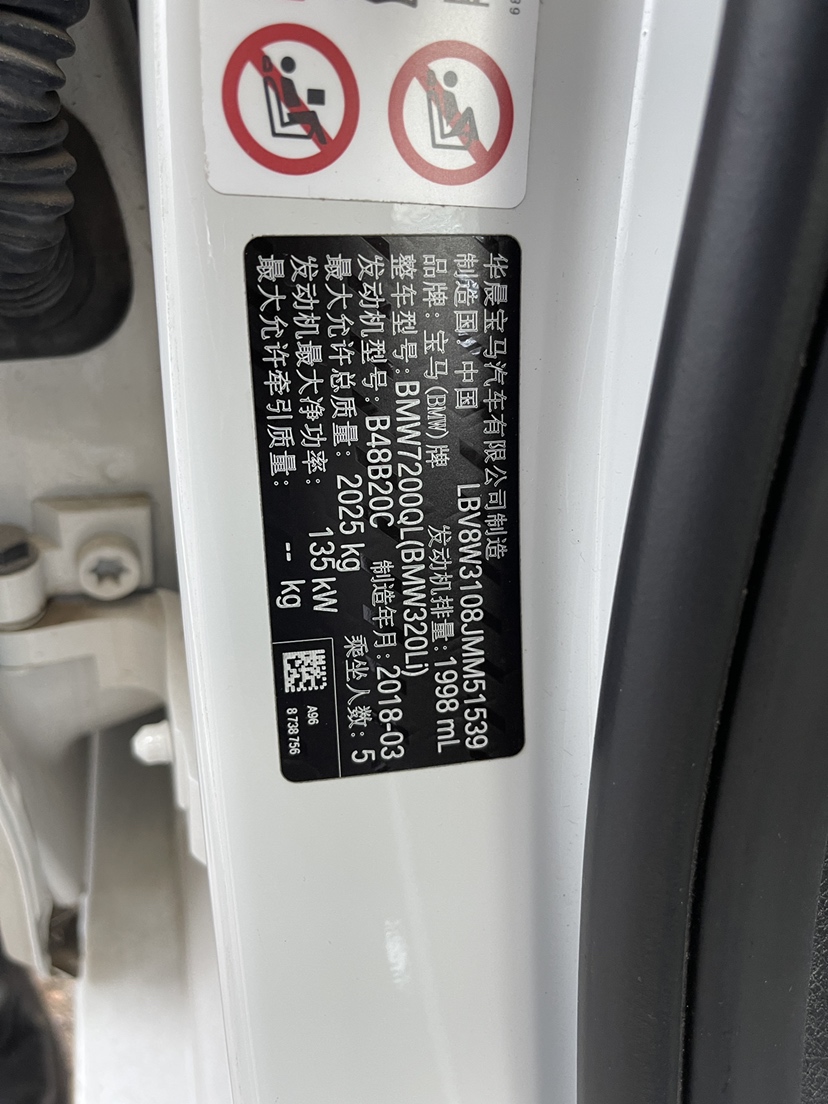 华晨宝马汽车有限公司制造
制造国：中国 LBV8W3108JMM51539
品牌：宝马(BMW)牌 发动机排量：1998 mL
整车型号：BMW7200QL(BMW320Li)
发动机型号：B48B20C 制造年月：2018-03
最大允许总质量：2025 kg 乘坐人数：5
发动机最大净功率：135 kW
最大允许牵引质量：-- kg
A96
8 738 756